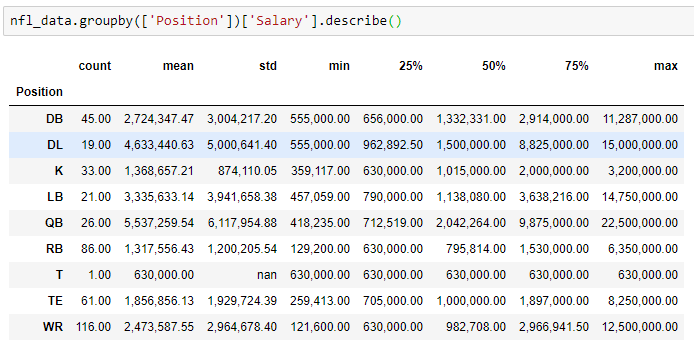 nfl_data.groupby(['Position'])['Salary'].describe()
count mean std min 25% 50% 75% max
Position
DB 45.00 2,724,347.47 3,004,217.20 555,000.00 656,000.00 1,332,331.00 2,914,000.00 11,287,000.00
DL 19.00 4,633,440.63 5,000,641.40 555,000.00 962,892.50 1,500,000.00 8,825,000.00 15,000,000.00
K 33.00 1,368,657.21 874,110.05 359,117.00 630,000.00 1,015,000.00 2,000,000.00 3,200,000.00
LB 21.00 3,335,633.14 3,941,658.38 457,059.00 790,000.00 1,138,080.00 3,638,216.00 14,750,000.00
QB 26.00 5,537,259.54 6,117,954.88 418,235.00 712,519.00 2,042,264.00 9,875,000.00 22,500,000.00
RB 86.00 1,317,556.43 1,200,205.54 129,200.00 630,000.00 795,814.00 1,530,000.00 6,350,000.00
T 1.00 630,000.00 nan 630,000.00 630,000.00 630,000.00 630,000.00 630,000.00
TE 61.00 1,856,856.13 1,929,724.39 259,413.00 705,000.00 1,000,000.00 1,897,000.00 8,250,000.00
WR 116.00 2,473,587.55 2,964,678.40 121,600.00 630,000.00 982,708.00 2,966,941.50 12,500,000.00